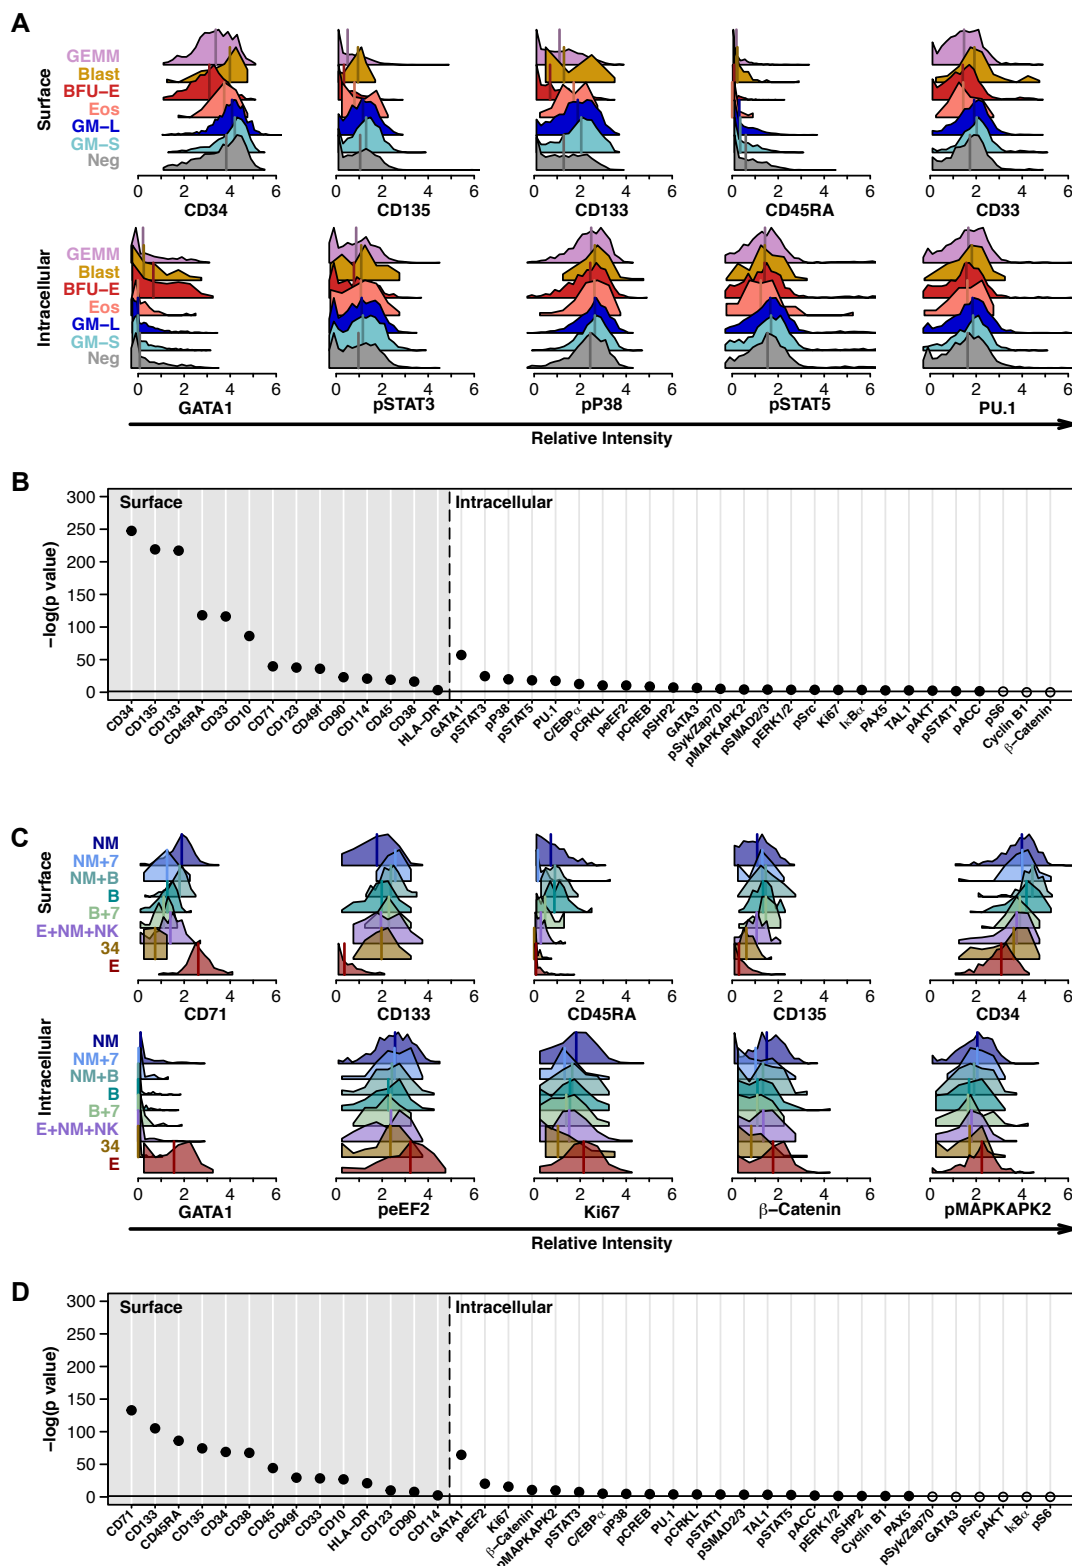 A
Surface
GEMM
Blast
BFU−E
Eos
GM−L
GM−S
Neg
0 2 4 6
CD34
0 2 4 6
CD135
0 2 4 6
CD133
0 2 4 6
CD45RA
0 2 4 6
CD33
Intracellular
GEMM
Blast
BFU−E
Eos
GM−L
GM−S
Neg
0 2 4 6
GATA1
0 2 4 6
pSTAT3
0 2 4 6
pP38
0 2 4 6
pSTAT5
0 2 4 6
PU.1
Relative Intensity
B
−log(p value)
300
250
200
150
100
50
0
Surface
Intracellular
CD34
CD135
CD133
CD45RA
CD33
CD10
CD71
CD123
CD49f
CD90
CD114
CD45
CD38
HLA−DR
GATA1
pSTAT3
pP38
pSTAT5
PU.1
C/EBPα
pCRKL
peEF2
pCREB
pSHP2
GATA3
pSyk/Zap70
pMAPKAPK2
pSMAD2/3
pERK1/2
pSrc
Ki67
IκBα
PAX5
TAL1
pAKT
pSTAT1
pACC
pS6
Cyclin B1
β−Catenin
C
Surface
NM
NM+7
NM+B
B
B+7
E+NM+NK
34
E
0 2 4 6
CD71
0 2 4 6
CD133
0 2 4 6
CD45RA
0 2 4 6
CD135
0 2 4 6
CD34
Intracellular
NM
NM+7
NM+B
B
B+7
E+NM+NK
34
E
0 2 4 6
GATA1
0 2 4 6
peEF2
0 2 4 6
Ki67
0 2 4 6
β−Catenin
0 2 4 6
pMAPKAPK2
Relative Intensity
D
−log(p value)
300
250
200
150
100
50
0
Surface
Intracellular
CD71
CD133
CD45RA
CD135
CD34
CD38
CD45
CD49f
CD33
CD10
HLA−DR
CD123
CD90
CD114
GATA1
peEF2
Ki67
β−Catenin
pMAPKAPK2
pSTAT3
C/EBPα
pP38
pCREB
PU.1
pCRKL
pSTAT1
pSMAD2/3
TAL1
pSTAT5
pACC
pERK1/2
pSHP2
Cyclin B1
PAX5
pSyk/Zap70
GATA3
pSrc
pAKT
IκBα
pS6